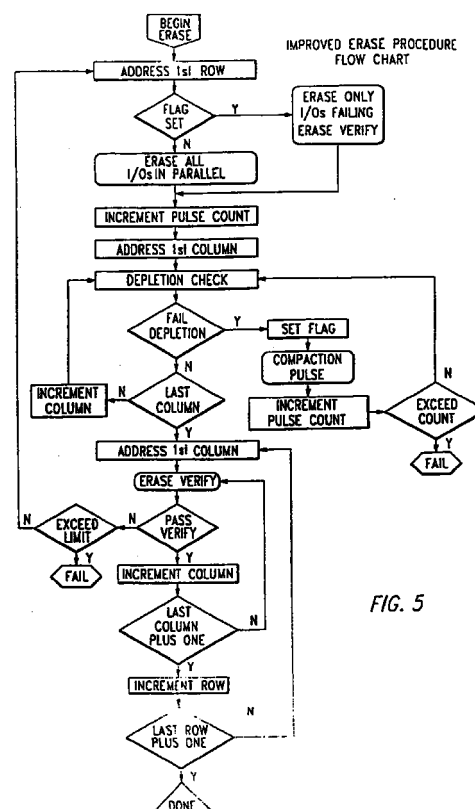 BEGIN
ERASE
IMPROVED ERASE PROCEDURE
FLOW CHART
ADDRESS 1st ROW
FLAG
SET
Y
ERASE ONLY
I/Os FAILING
ERASE VERIFY
N
ERASE ALL
I/Os IN PARALLEL
INCREMENT PULSE COUNT
ADDRESS 1st COLUMN
DEPLETION CHECK
FAIL
DEPLETION
Y
SET FLAG
COMPACTION
PULSE
INCREMENT
PULSE COUNT
N
EXCEED
COUNT
Y
FAIL
N
LAST
COLUMN
N
INCREMENT
COLUMN
Y
ADDRESS 1st COLUMN
ERASE VERIFY
PASS
VERIFY
N
EXCEED
LIMIT
N
Y
FAIL
Y
INCREMENT COLUMN
LAST
COLUMN
PLUS ONE
N
Y
INCREMENT ROW
LAST ROW
PLUS ONE
N
Y
DONE
FIG. 5